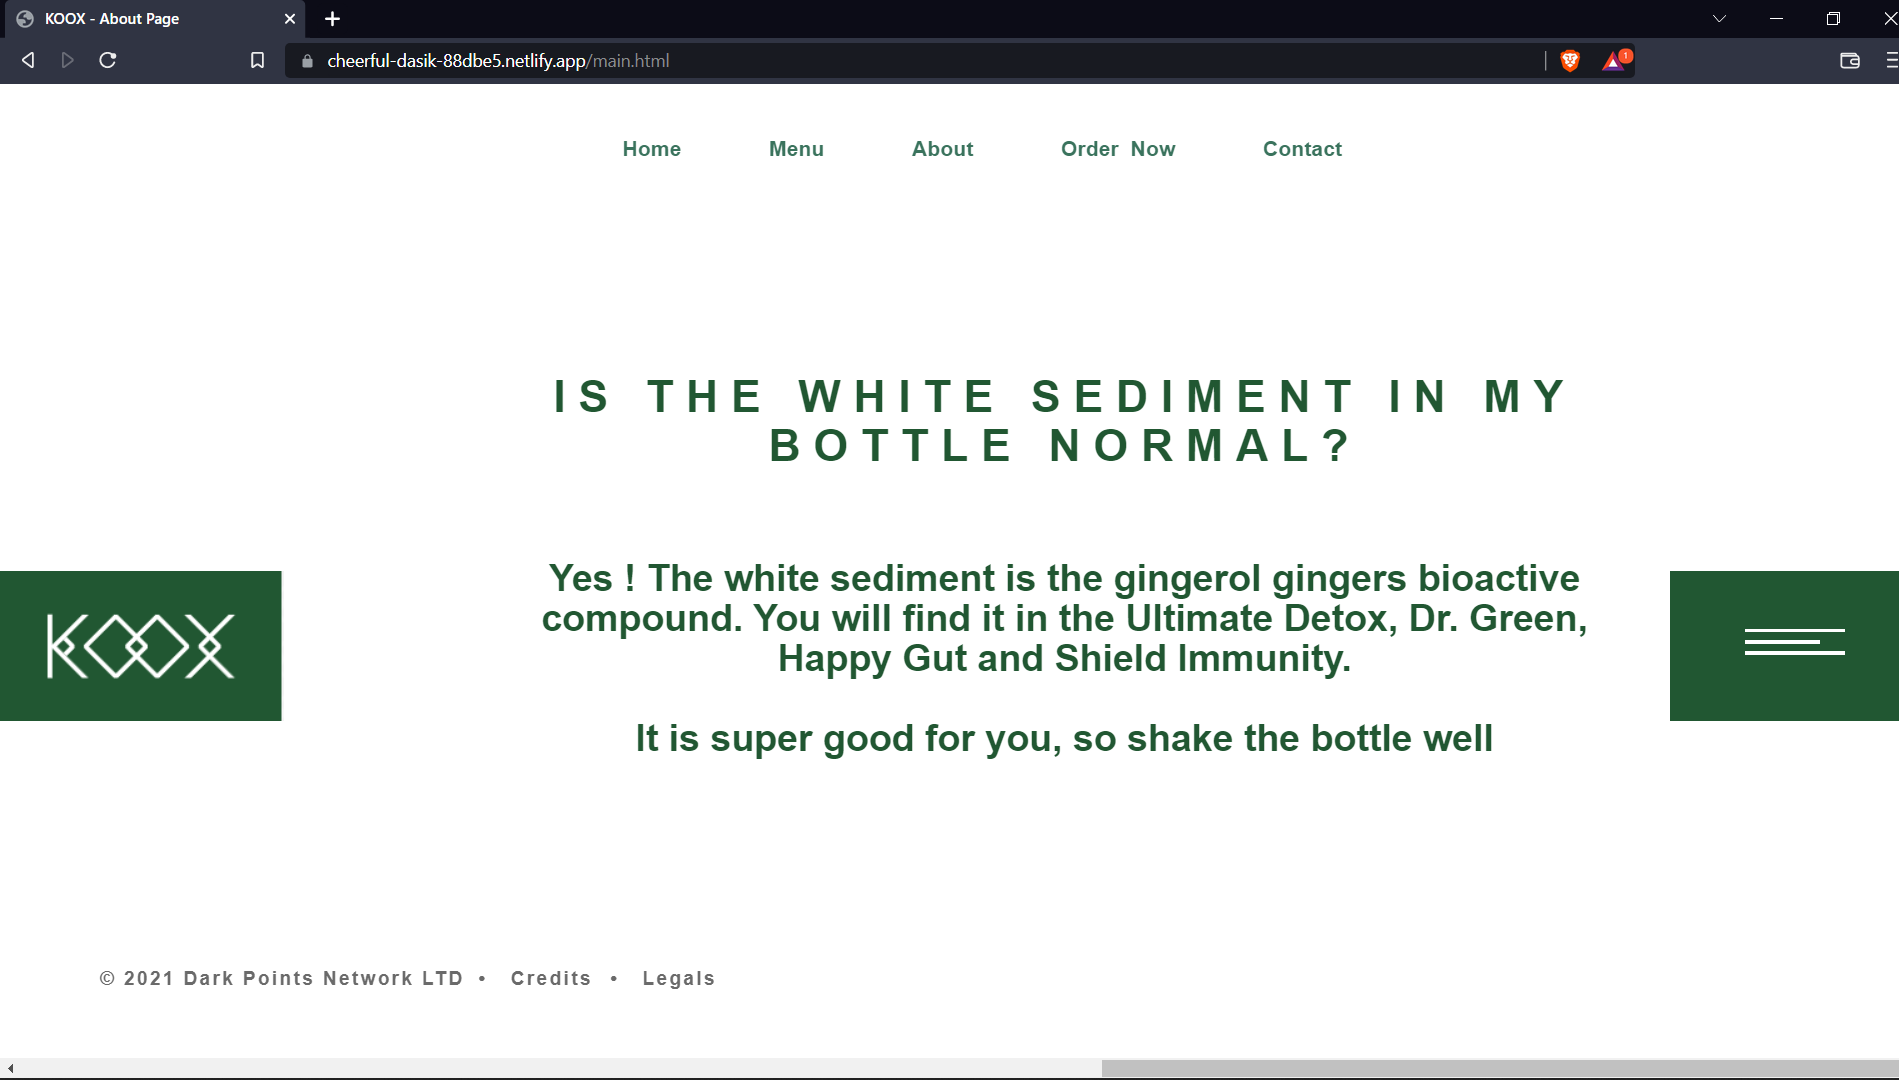 KOOX - About Page
cheerful-dasik-88dbe5.netlify.app/main.html
1
Home Menu About Order Now Contact
IS THE WHITE SEDIMENT IN MY
BOTTLE NORMAL?
Yes ! The white sediment is the gingerol gingers bioactive
compound. You will find it in the Ultimate Detox, Dr. Green,
Happy Gut and Shield Immunity.
It is super good for you, so shake the bottle well
KOOX
© 2021 Dark Points Network LTD • Credits • Legals